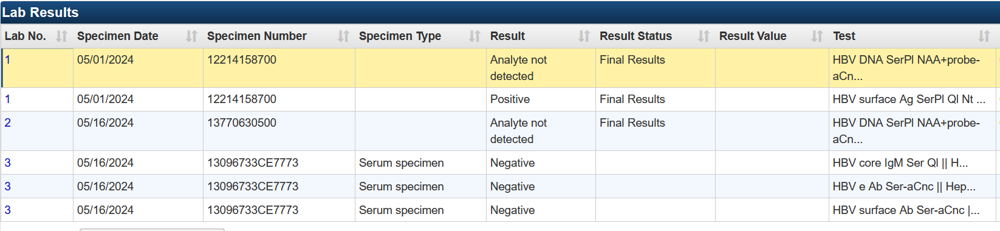 Lab Results
Lab No. Specimen Date Specimen Number Specimen Type Result Result Status Result Value Test
1 05/01/2024 12214158700 Analyte not detected Final Results HBV DNA SerPl NAA+probe-aCn...
1 05/01/2024 12214158700 Positive Final Results HBV surface Ag SerPl Ql Nt ...
2 05/16/2024 13770630500 Analyte not detected Final Results HBV DNA SerPl NAA+probe-aCn...
3 05/16/2024 13096733CE7773 Serum specimen Negative HBV core IgM Ser Ql || H...
3 05/16/2024 13096733CE7773 Serum specimen Negative HBV e Ab Ser-aCnc || Hep...
3 05/16/2024 13096733CE7773 Serum specimen Negative HBV surface Ab Ser-aCnc |...